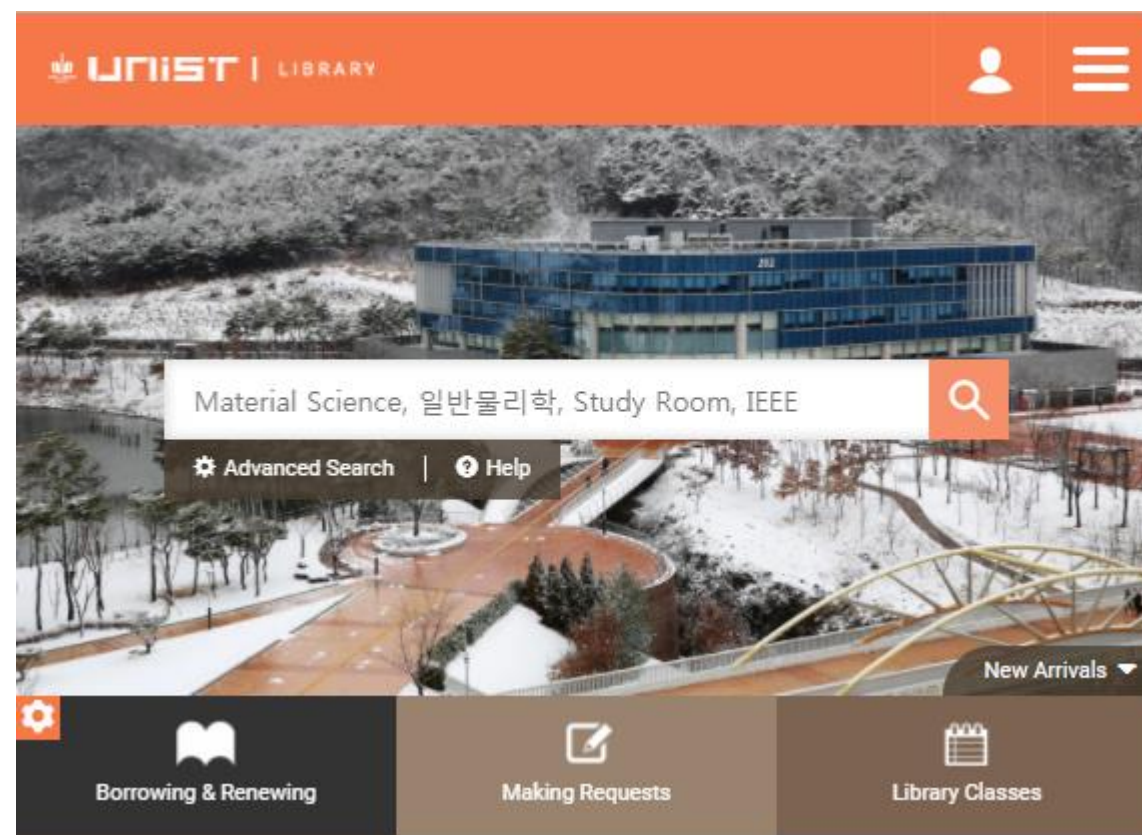 UNIST | LIBRARY
202
Material Science, 일반물리학, Study Room, IEEE
Advanced Search | Help
New Arrivals
Borrowing & Renewing
Making Requests
Library Classes